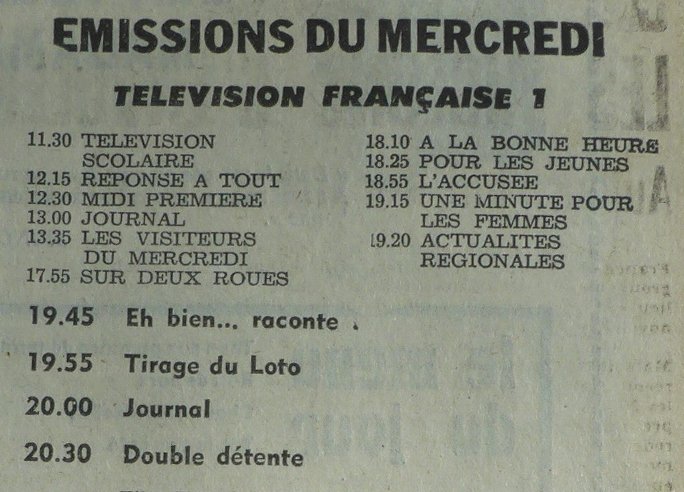 EMISSIONS DU MERCREDI
TELEVISION FRANÇAISE 1
11.30 TELEVISION
SCOLAIRE
12.15 REPONSE A TOUT
12.30 MIDI PREMIERE
13.00 JOURNAL
13.35 LES VISITEURS
DU MERCREDI
17.55 SUR DEUX ROUES
18.10 A LA BONNE HEURE
18.25 POUR LES JEUNES
18.55 L'ACCUSEE
19.15 UNE MINUTE POUR
LES FEMMES
19.20 ACTUALITES
REGIONALES
19.45 Eh bien... raconte .
19.55 Tirage du Loto
20.00 Journal
20.30 Double détente